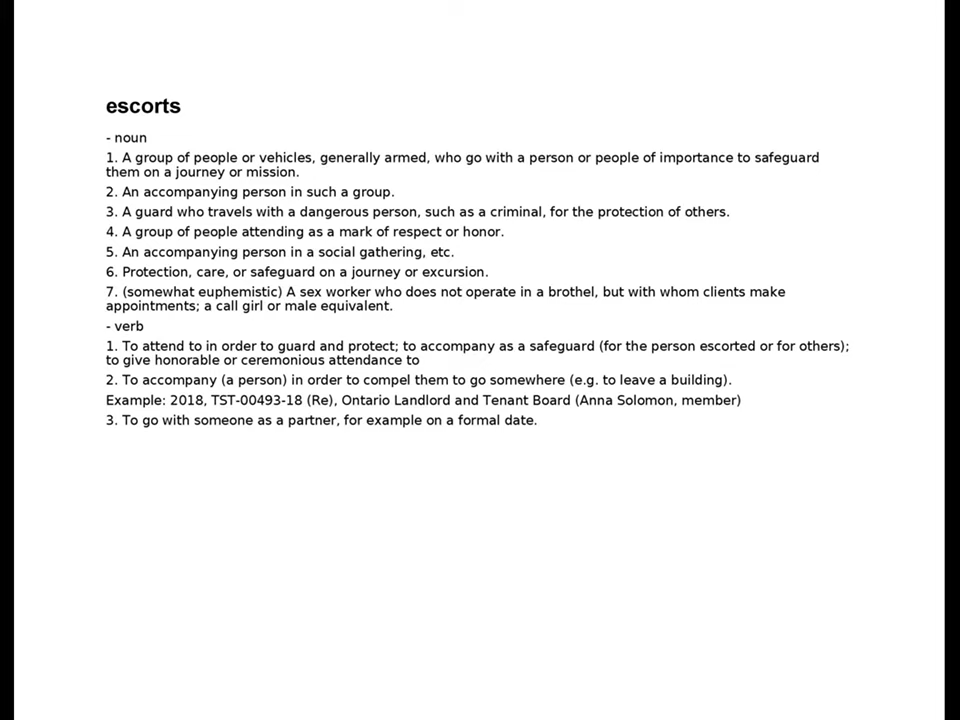 escorts
- noun
1. A group of people or vehicles, generally armed, who go with a person or people of importance to safeguard
them on a journey or mission.
2. An accompanying person in such a group.
3. A guard who travels with a dangerous person, such as a criminal, for the protection of others.
4. A group of people attending as a mark of respect or honor.
5. An accompanying person in a social gathering, etc.
6. Protection, care, or safeguard on a journey or excursion.
7. (somewhat euphemistic) A sex worker who does not operate in a brothel, but with whom clients make
appointments; a call girl or male equivalent.
- verb
1. To attend to in order to guard and protect; to accompany as a safeguard (for the person escorted or for others);
to give honorable or ceremonious attendance to
2. To accompany (a person) in order to compel them to go somewhere (e.g. to leave a building).
Example: 2018, TST-00493-18 (Re), Ontario Landlord and Tenant Board (Anna Solomon, member)
3. To go with someone as a partner, for example on a formal date.